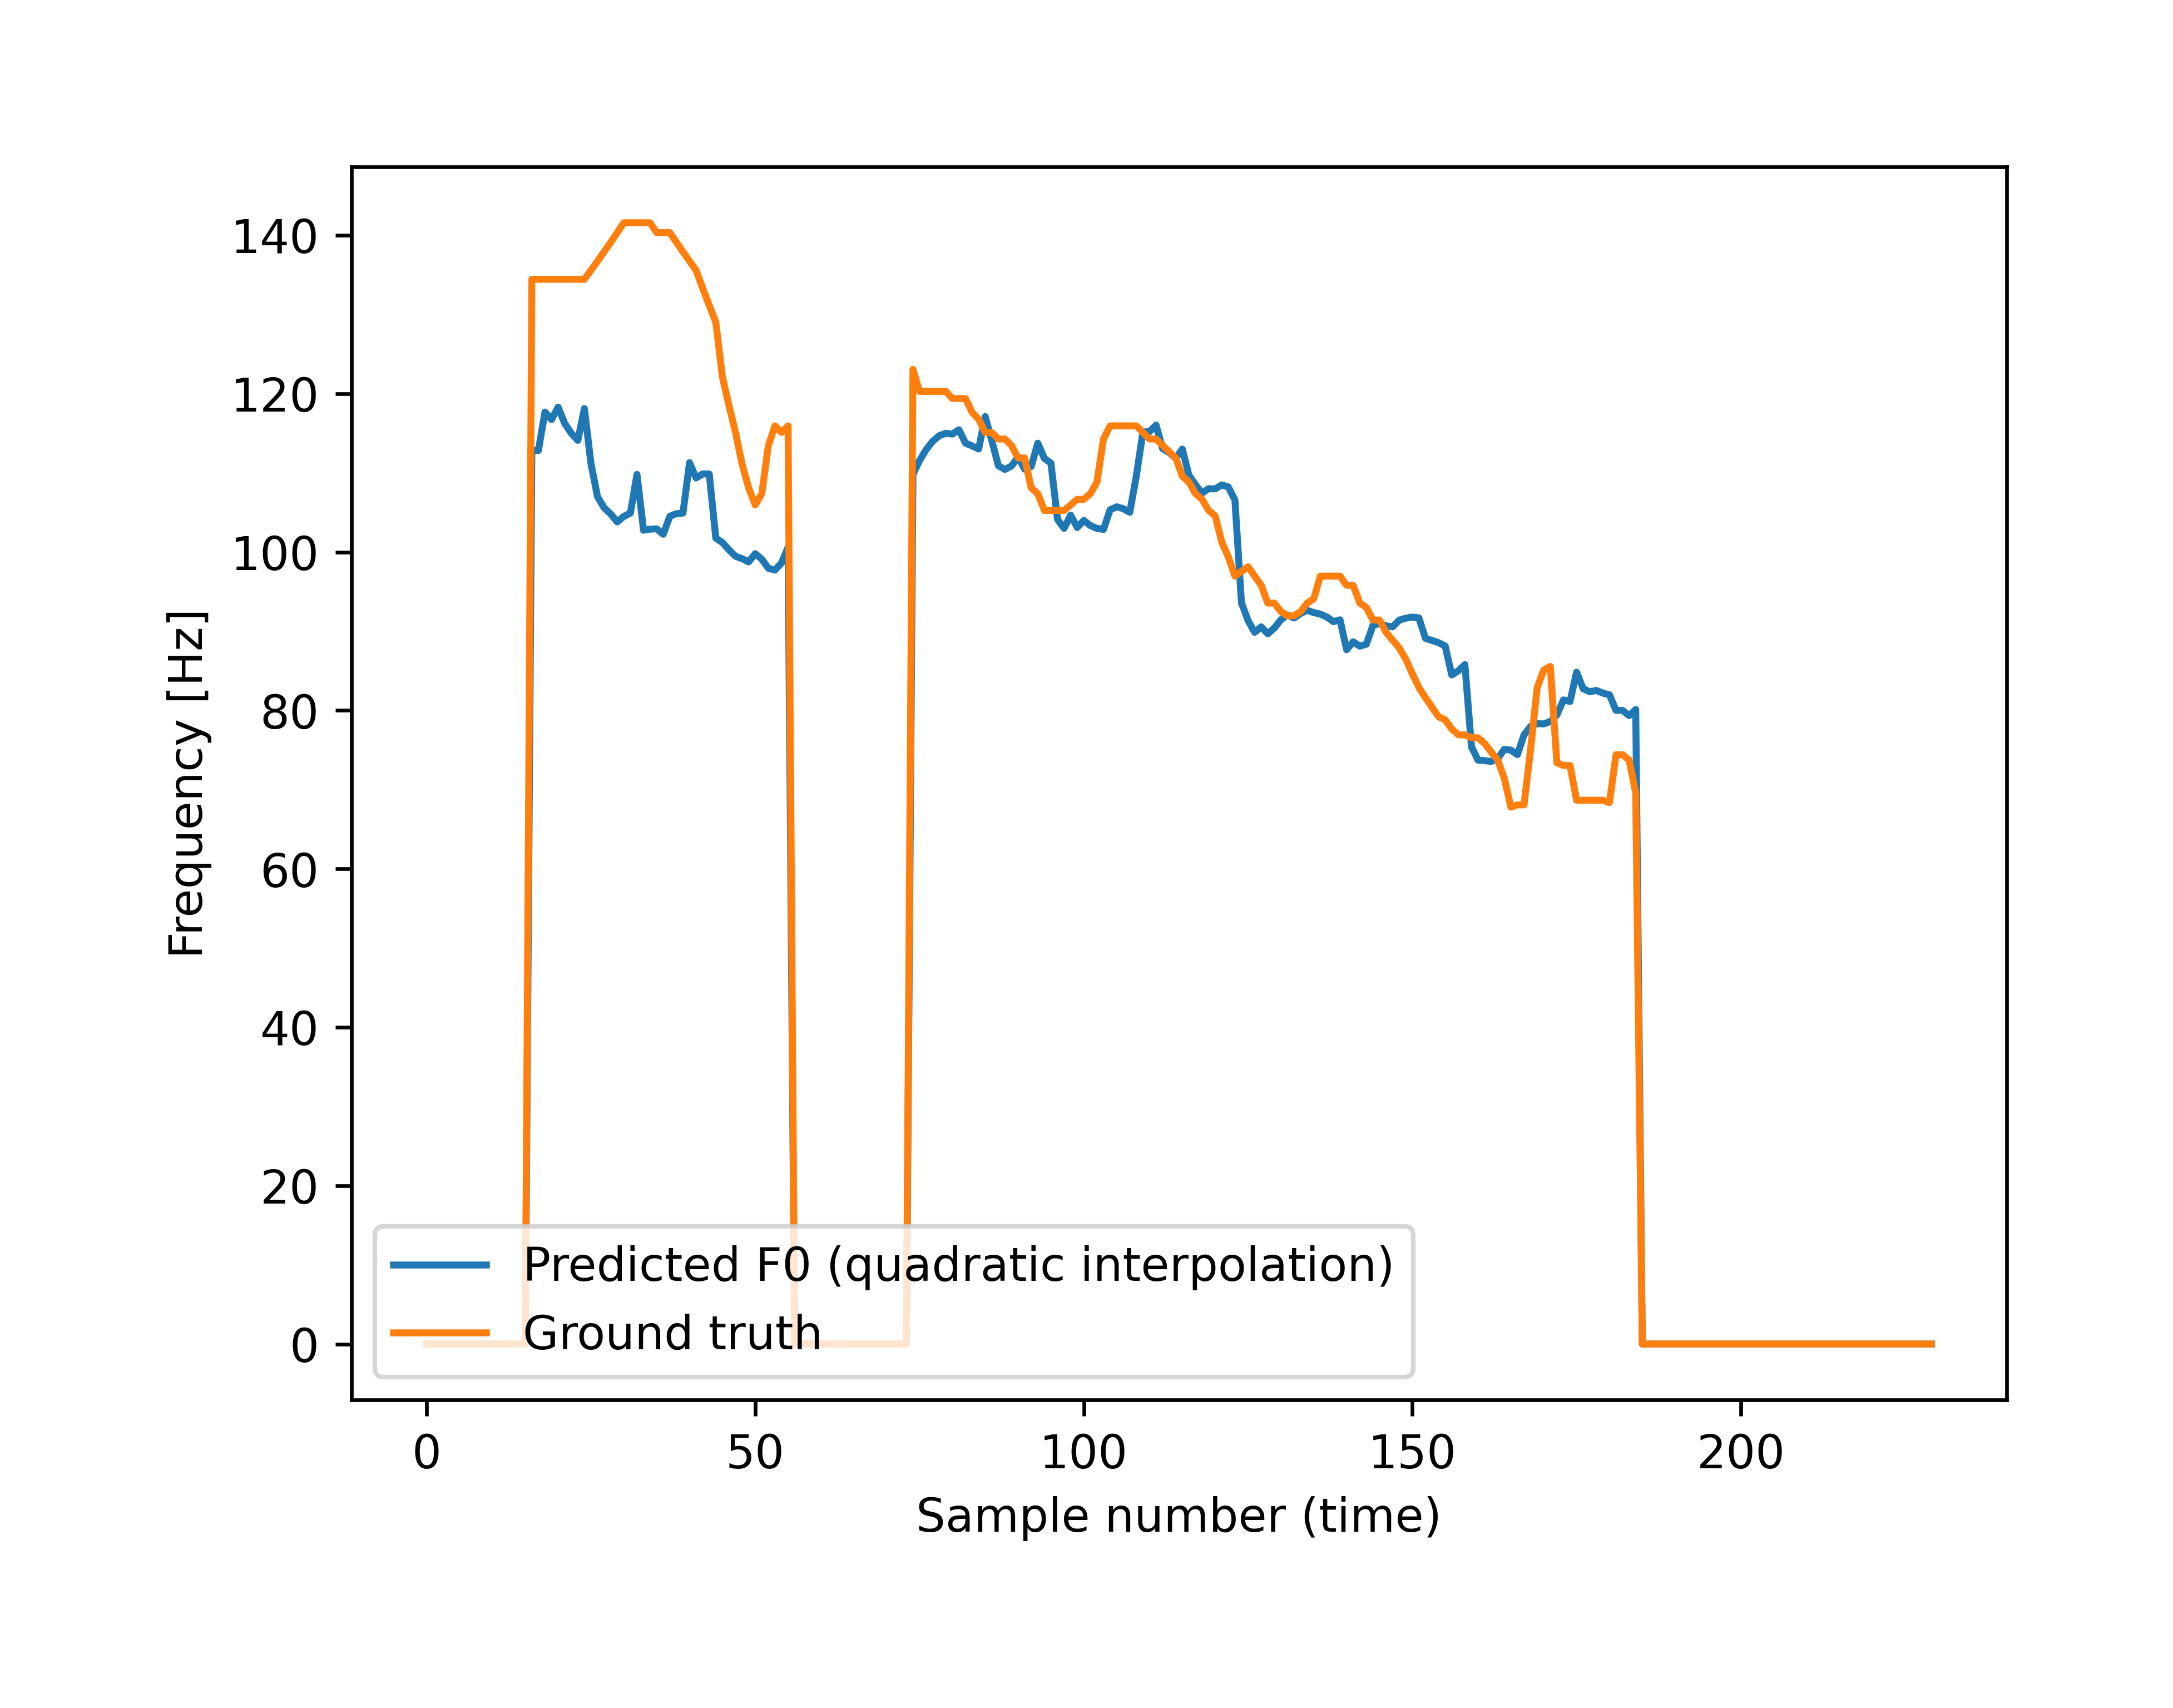 140
120
100
80
60
40
20
0
Frequency [Hz]
Predicted F0 (quadratic interpolation)
Ground truth
0 50 100 150 200
Sample number (time)